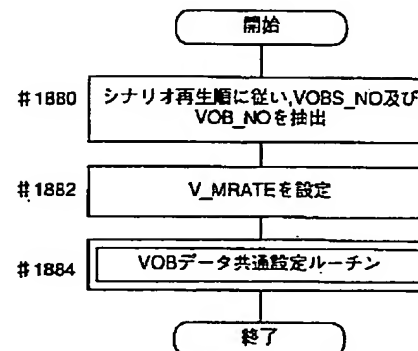 開始
#1880
シナリオ再生順に従い,VOBS_NO及び
VOB_NOを抽出
#1882
V_MRATEを設定
#1884
VOBデータ共通設定ルーチン
終了